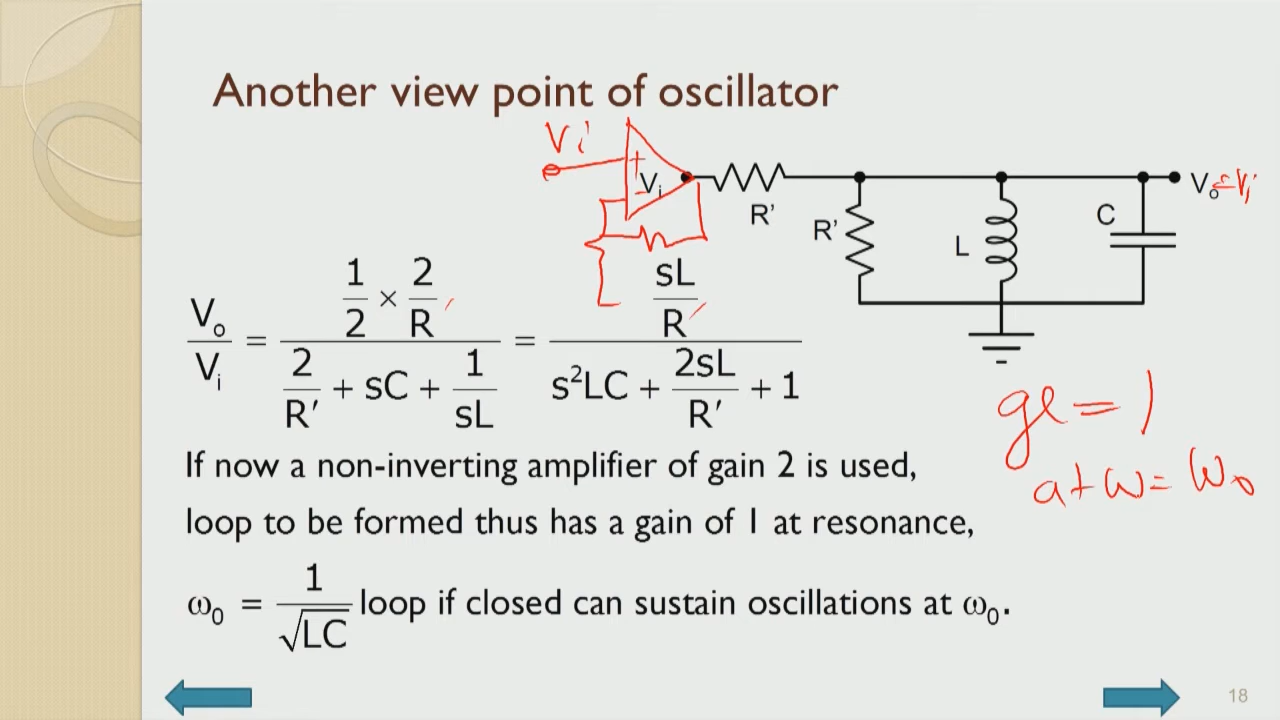 Another view point of oscillator
Vi
+
-
Vi
R'
R'
L
C
Vo=Vi
Vo/Vi = (1/2 × 2/R′) / (2/R′ + sC + 1/sL) = (sL/R′) / (s²LC + 2sL/R′ + 1)
gl = 1
at ω = ω₀
If now a non-inverting amplifier of gain 2 is used,
loop to be formed thus has a gain of 1 at resonance,
ω₀ = 1/√LC loop if closed can sustain oscillations at ω₀.
18